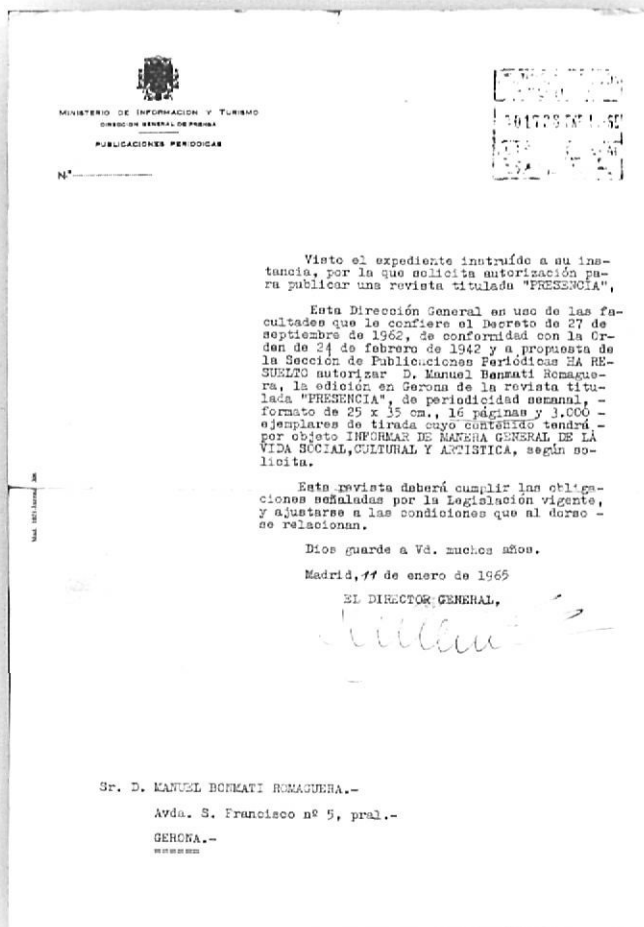 MINISTERIO DE INFORMACION Y TURISMO
DIRECCION GENERAL DE PRENSA
PUBLICACIONES PERIODICAS
N.º
Visto el expediente instruído a su ins-
tancia, por la que solicita autorización pa-
ra publicar una revista titulada "PRESENCIA",
Esta Dirección General en uso de las fa-
cultades que le confiere el Decreto de 27 de
septiembre de 1962, de conformidad con la Or-
den de 24 de febrero de 1942 y a propuesta de
la Sección de Publicaciones Periódicas HA RE-
SUELTO autorizar D. Manuel Bonmati Romague-
ra, la edición en Gerona de la revista titu-
lada "PRESENCIA", de periodicidad semanal, -
formato de 25 x 35 cm., 16 páginas y 3.000 -
ejemplares de tirada cuyo contenido tendrá -
por objeto INFORMAR DE MANERA GENERAL DE LA
VIDA SOCIAL,CULTURAL Y ARTISTICA, según so-
licita.
Esta revista deberá cumplir las obliga-
ciones señaladas por la Legislación vigente,
y ajustarse a las condiciones que al dorso -
se relacionan.
Dios guarde a Vd. muchos años.
Madrid, 11 de enero de 1965
EL DIRECTOR GENERAL,
Sr. D. MANUEL BONMATI ROMAGUERA.-
Avda. S. Francisco nº 5, pral.-
GERONA.-